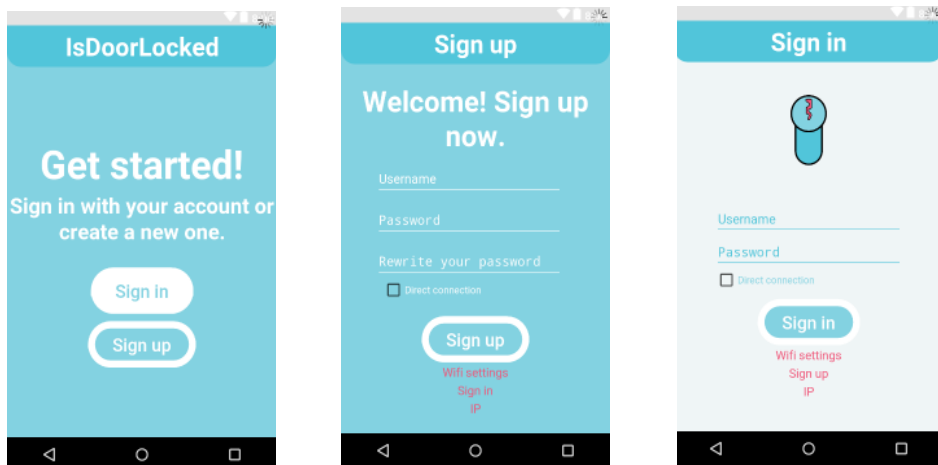 IsDoorLocked
Get started!
Sign in with your account or
create a new one.
Sign in
Sign up
Sign up
Welcome! Sign up
now.
Username
Password
Rewrite your password
Direct connection
Sign up
Wifi settings
Sign in
IP
Sign in
Username
Password
Direct connection
Sign in
Wifi settings
Sign up
IP